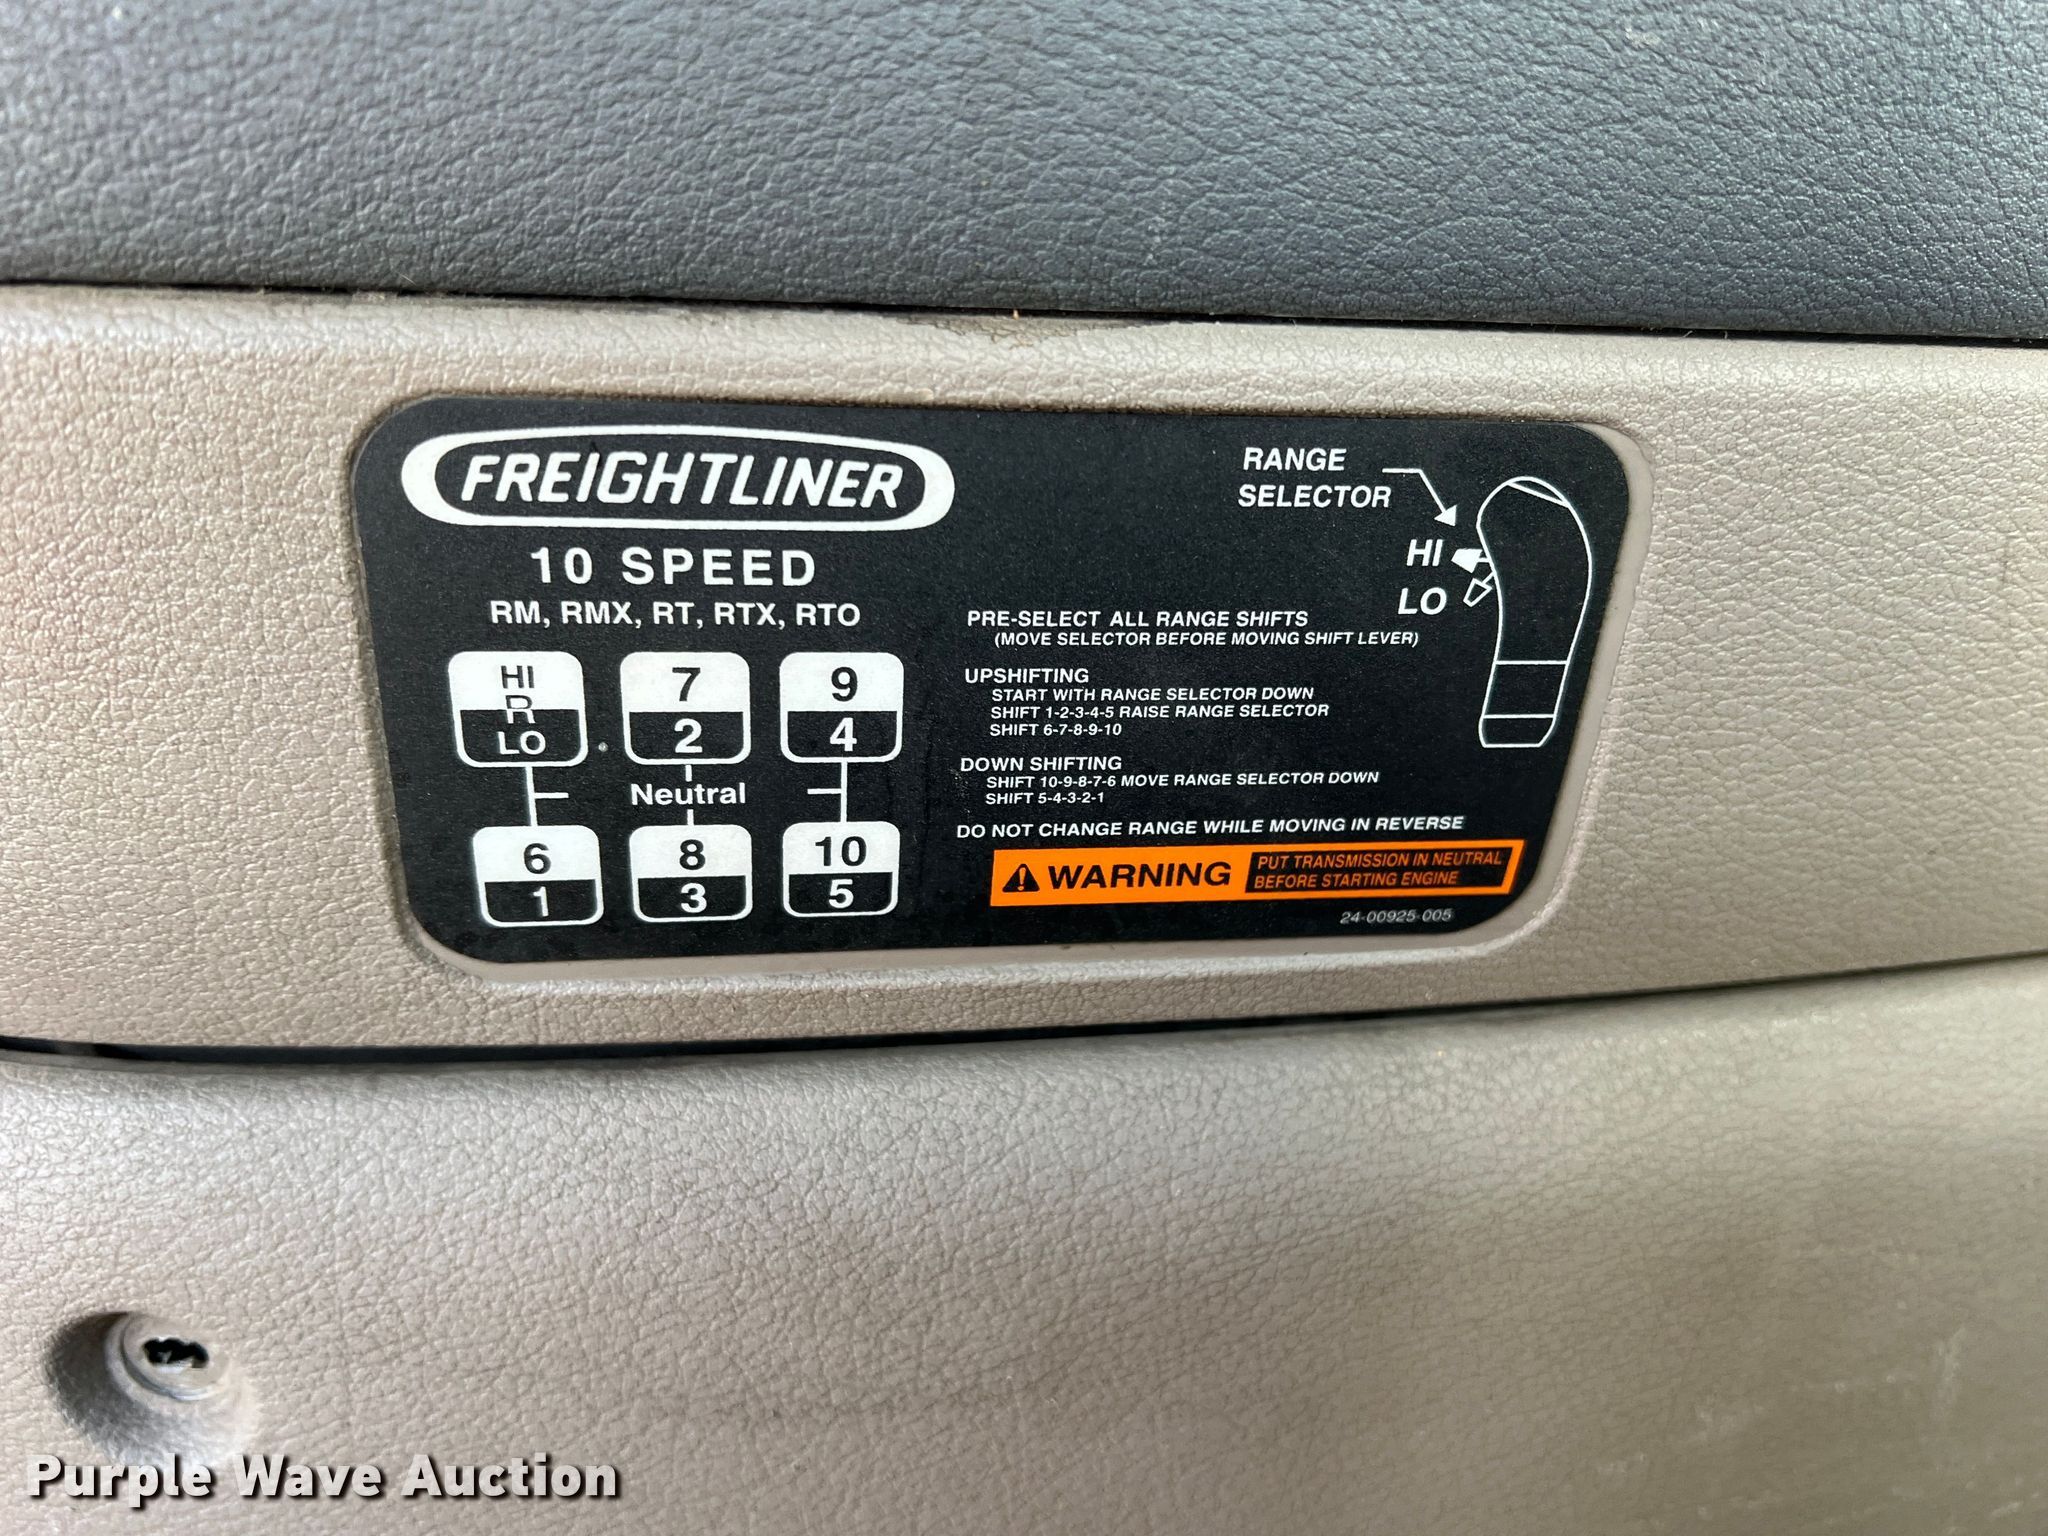 FREIGHTLINER
10 SPEED
RM, RMX, RT, RTX, RTO
HI
R
LO
7
2
9
4
Neutral
6
1
8
3
10
5
RANGE
SELECTOR
HI
LO
PRE-SELECT ALL RANGE SHIFTS
(MOVE SELECTOR BEFORE MOVING SHIFT LEVER)
UPSHIFTING
START WITH RANGE SELECTOR DOWN
SHIFT 1-2-3-4-5 RAISE RANGE SELECTOR
SHIFT 6-7-8-9-10
DOWN SHIFTING
SHIFT 10-9-8-7-6 MOVE RANGE SELECTOR DOWN
SHIFT 5-4-3-2-1
DO NOT CHANGE RANGE WHILE MOVING IN REVERSE
WARNING
PUT TRANSMISSION IN NEUTRAL
BEFORE STARTING ENGINE
24-00925-005
Purple Wave Auction